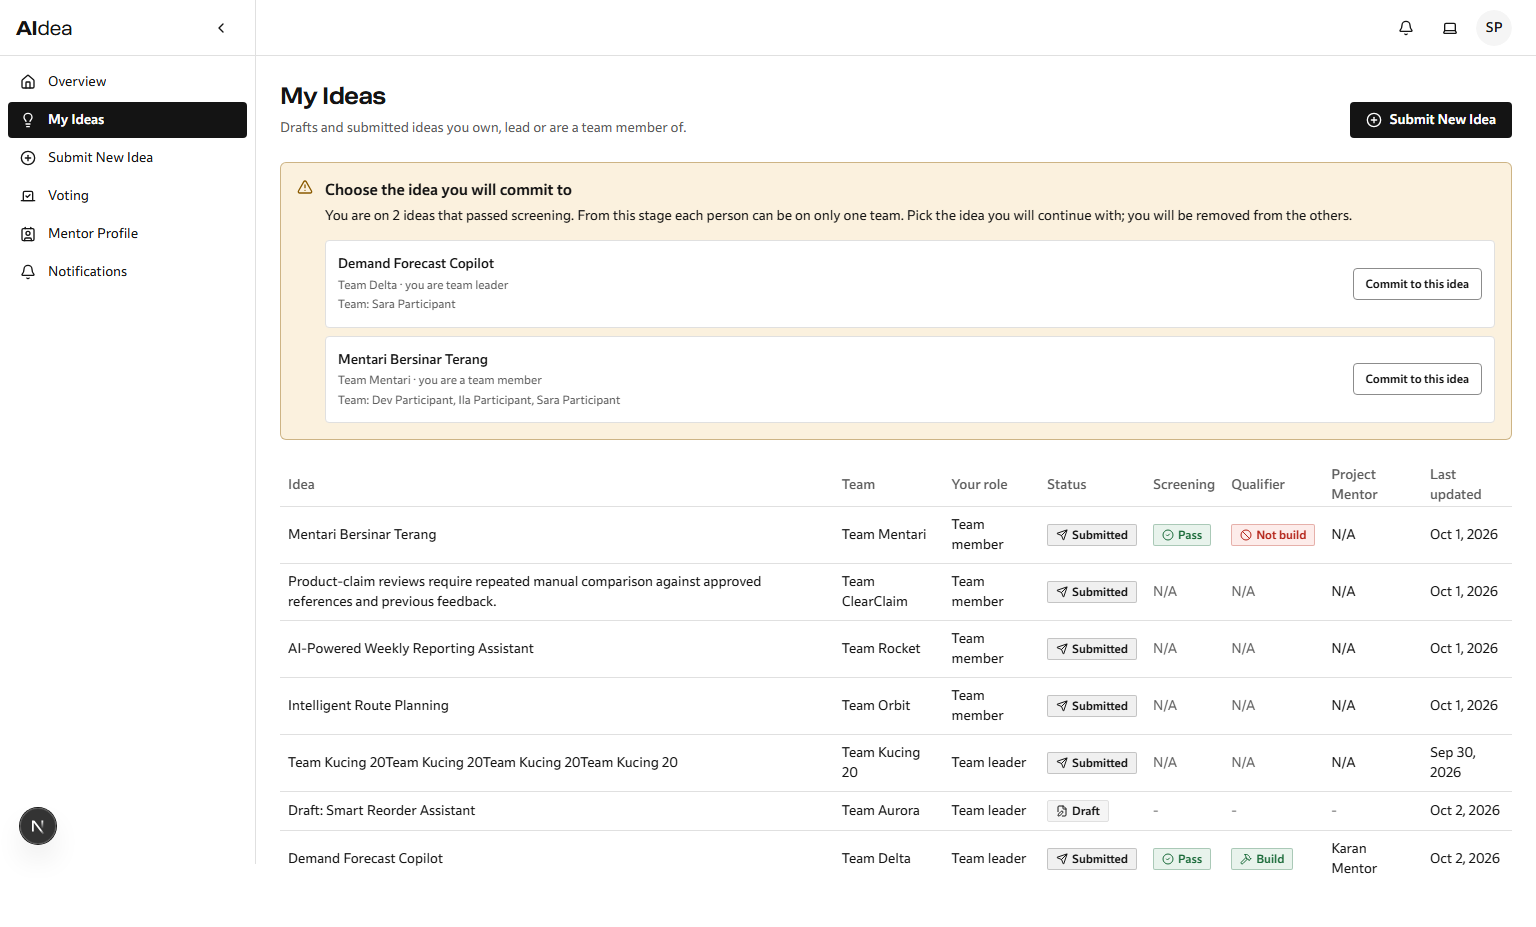 AIdea
SP
Overview
My Ideas
Submit New Idea
Voting
Mentor Profile
Notifications
My Ideas
Drafts and submitted ideas you own, lead or are a team member of.
Submit New Idea
Choose the idea you will commit to
You are on 2 ideas that passed screening. From this stage each person can be on only one team. Pick the idea you will continue with; you will be removed from the others.
Demand Forecast Copilot
Team Delta · you are team leader
Team: Sara Participant
Commit to this idea
Mentari Bersinar Terang
Team Mentari · you are a team member
Team: Dev Participant, Ila Participant, Sara Participant
Commit to this idea
Idea Team Your role Status Screening Qualifier Project Mentor Last updated
Mentari Bersinar Terang Team Mentari Team member Submitted Pass Not build N/A Oct 1, 2026
Product-claim reviews require repeated manual comparison against approved
references and previous feedback. Team ClearClaim Team member Submitted N/A N/A N/A Oct 1, 2026
AI-Powered Weekly Reporting Assistant Team Rocket Team member Submitted N/A N/A N/A Oct 1, 2026
Intelligent Route Planning Team Orbit Team member Submitted N/A N/A N/A Oct 1, 2026
Team Kucing 20Team Kucing 20Team Kucing 20Team Kucing 20 Team Kucing 20 Team leader Submitted N/A N/A N/A Sep 30, 2026
Draft: Smart Reorder Assistant Team Aurora Team leader Draft - - - Oct 2, 2026
Demand Forecast Copilot Team Delta Team leader Submitted Pass Build Karan Mentor Oct 2, 2026
N